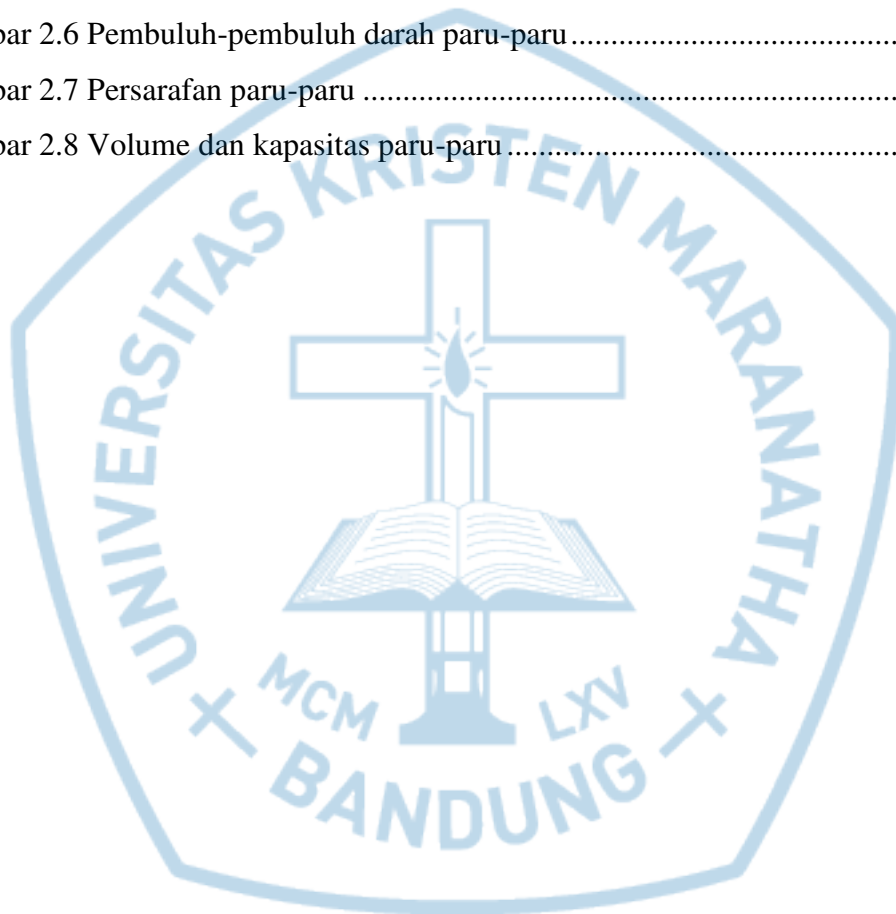 bar 2.6 Pembuluh-pembuluh darah paru-paru....................................
bar 2.7 Persarafan paru-paru ...............................................................
bar 2.8 Volume dan kapasitas paru-paru..............................................
UNIVERSITAS KRISTEN MARANATHA
MCM LXV
BANDUNG